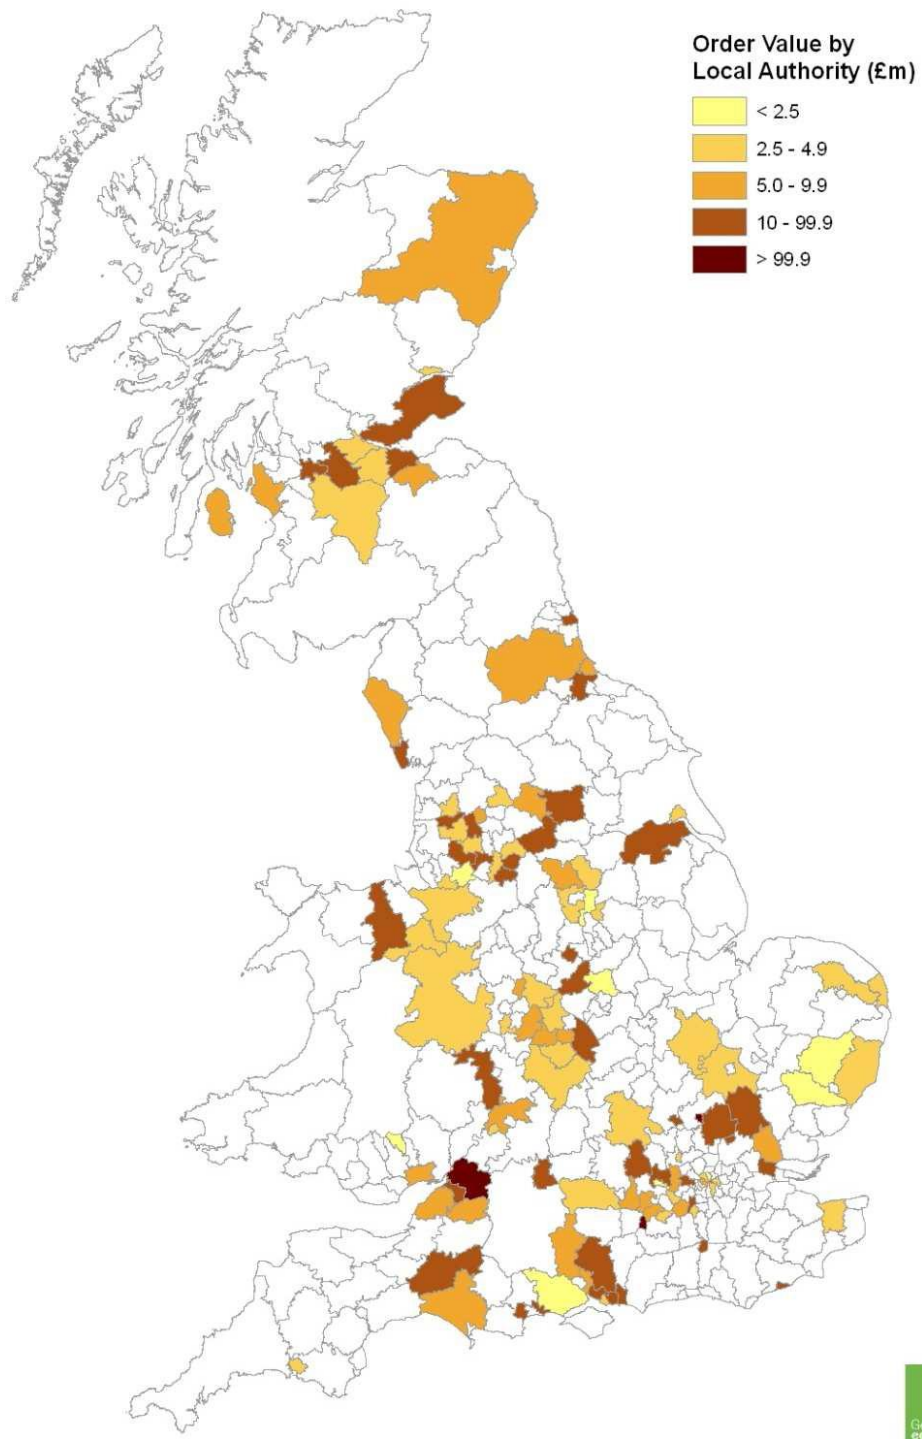 Order Value by
Local Authority (£m)
< 2.5
2.5 - 4.9
5.0 - 9.9
10 - 99.9
> 99.9